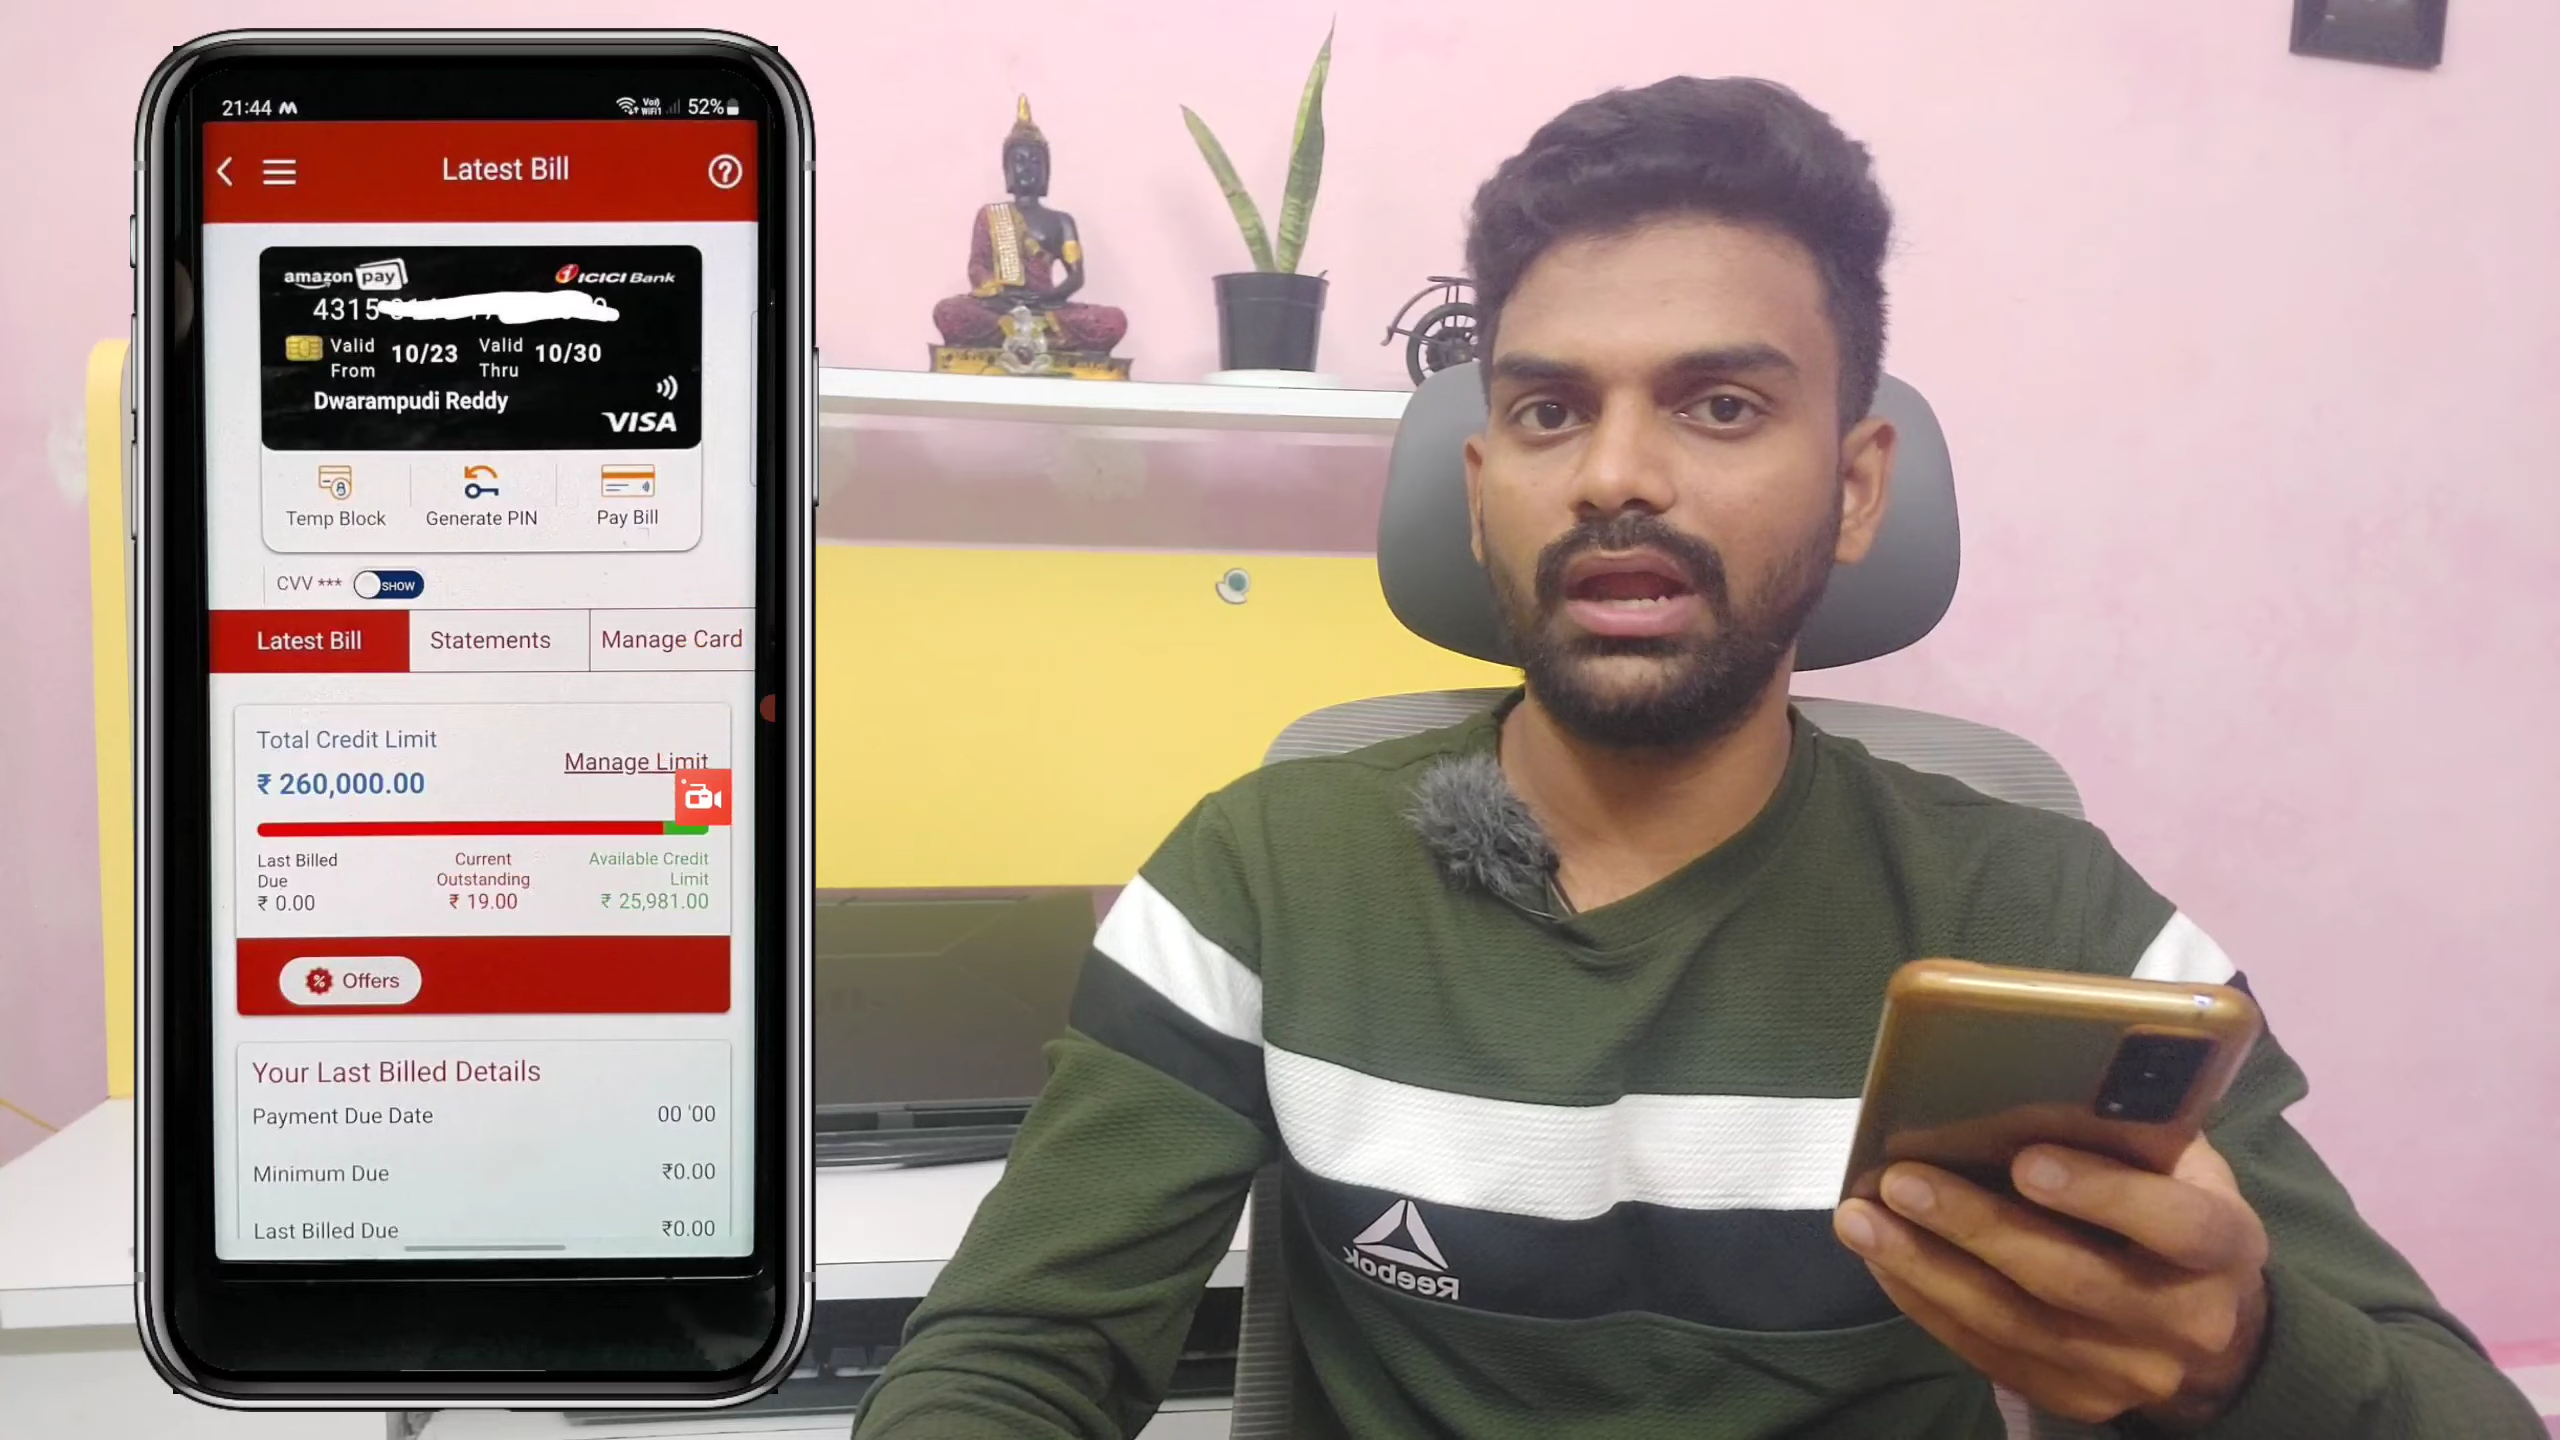 21:44
Vo)) WiFi1
52%
Latest Bill
amazon pay
ICICI Bank
4315
Valid From 10/23 Valid Thru 10/30
Dwarampudi Reddy
VISA
Temp Block
Generate PIN
Pay Bill
CVV ***
SHOW
Latest Bill
Statements
Manage Card
Total Credit Limit
₹ 260,000.00
Manage Limit
Last Billed Due
₹ 0.00
Current Outstanding
₹ 19.00
Available Credit Limit
₹ 25,981.00
Offers
Your Last Billed Details
Payment Due Date 00 '00
Minimum Due ₹0.00
Last Billed Due ₹0.00
Reebok